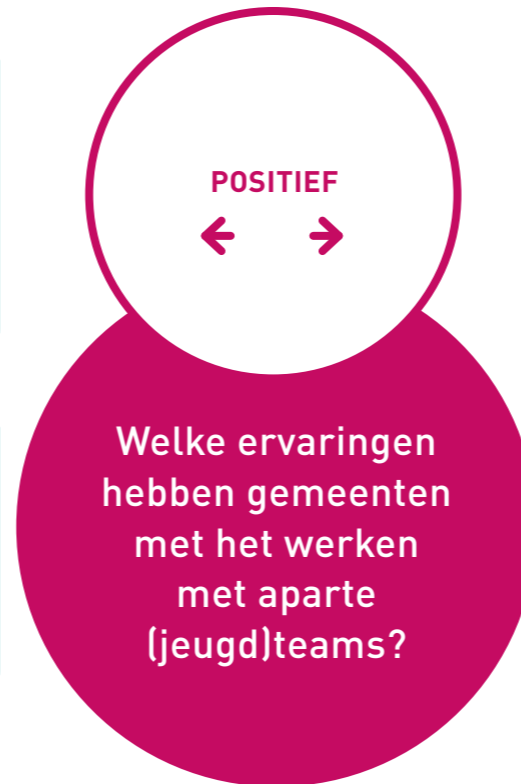 POSITIEF
Welke ervaringen
hebben gemeenten
met het werken
met aparte
(jeugd)teams?